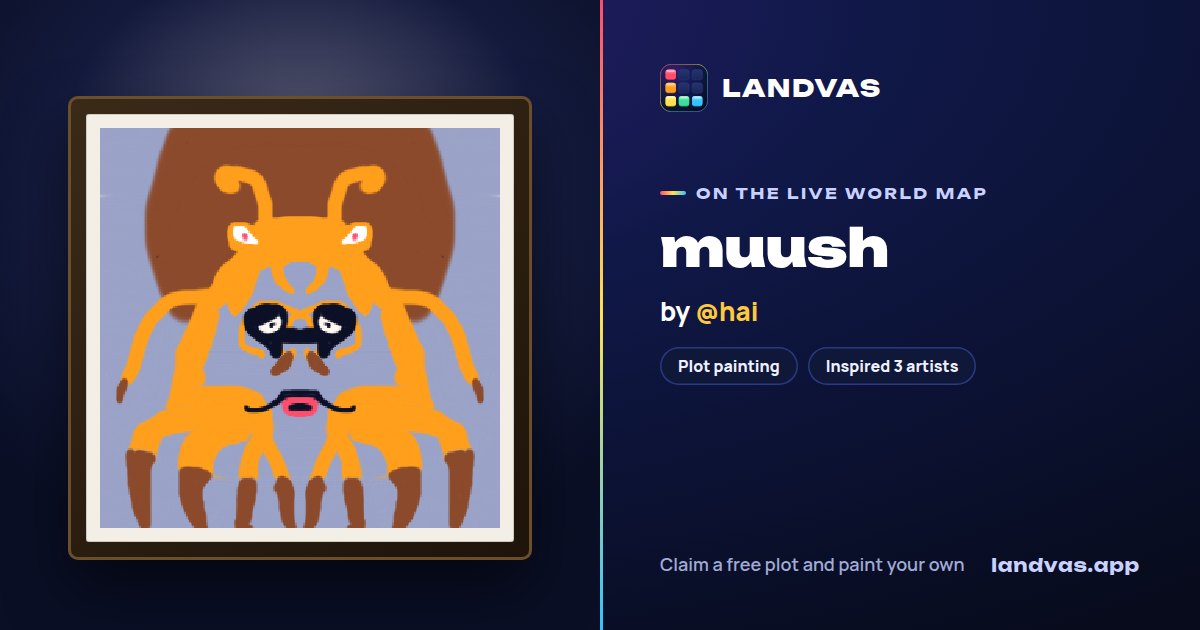 LANDVAS
ON THE LIVE WORLD MAP
muush
by @hai
Plot painting
Inspired 3 artists
Claim a free plot and paint your own
landvas.app